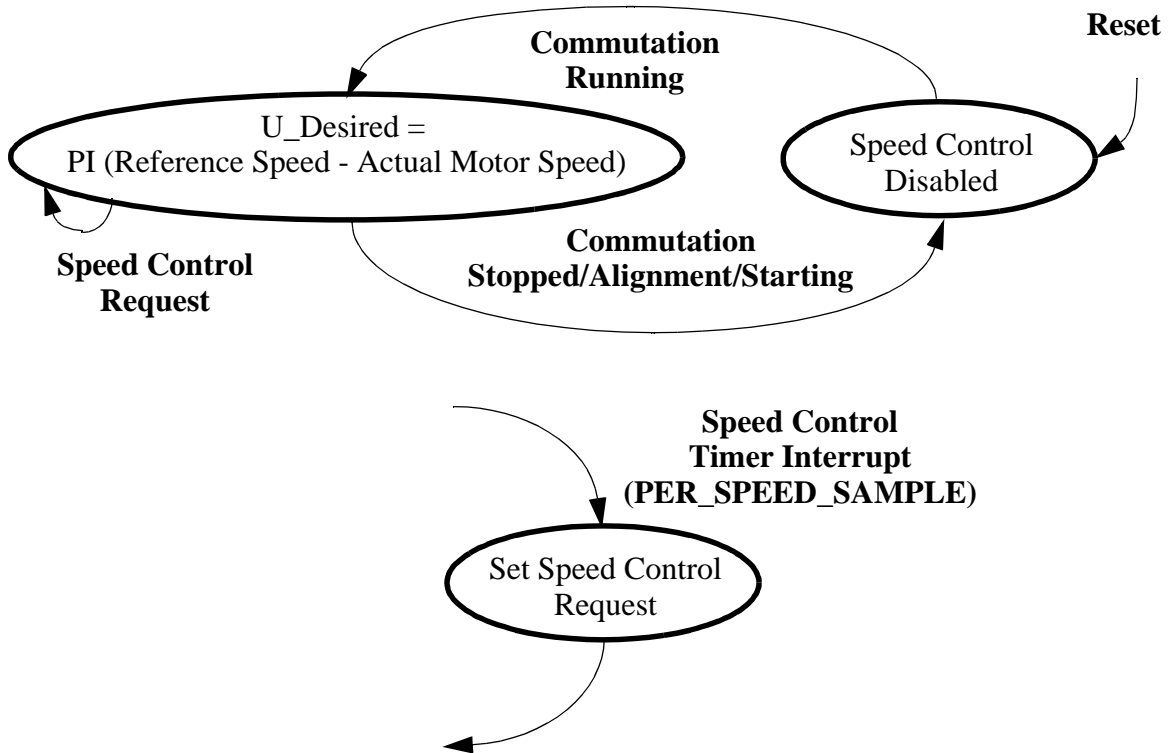 Reset
Commutation
Running
U_Desired =
PI (Reference Speed - Actual Motor Speed)
Speed Control
Disabled
Commutation
Stopped/Alignment/Starting
Speed Control
Request
Speed Control
Timer Interrupt
(PER_SPEED_SAMPLE)
Set Speed Control
Request